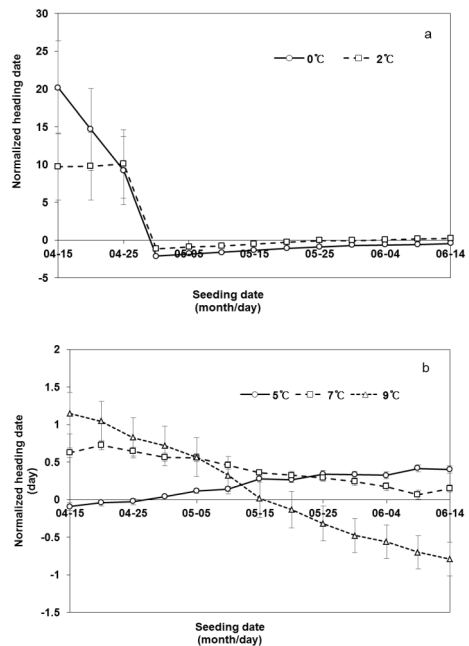 a
Normalized heading date
30
25
20
15
10
5
0
-5
0℃ 2℃
04-15 04-25 05-05 05-15 05-25 06-04 06-14
Seeding date
(month/day)
b
Normalized heading date
(day)
2
1.5
1
0.5
0
-0.5
-1
-1.5
5℃ 7℃ 9℃
04-15 04-25 05-05 05-15 05-25 06-04 06-14
Seeding date
(month/day)